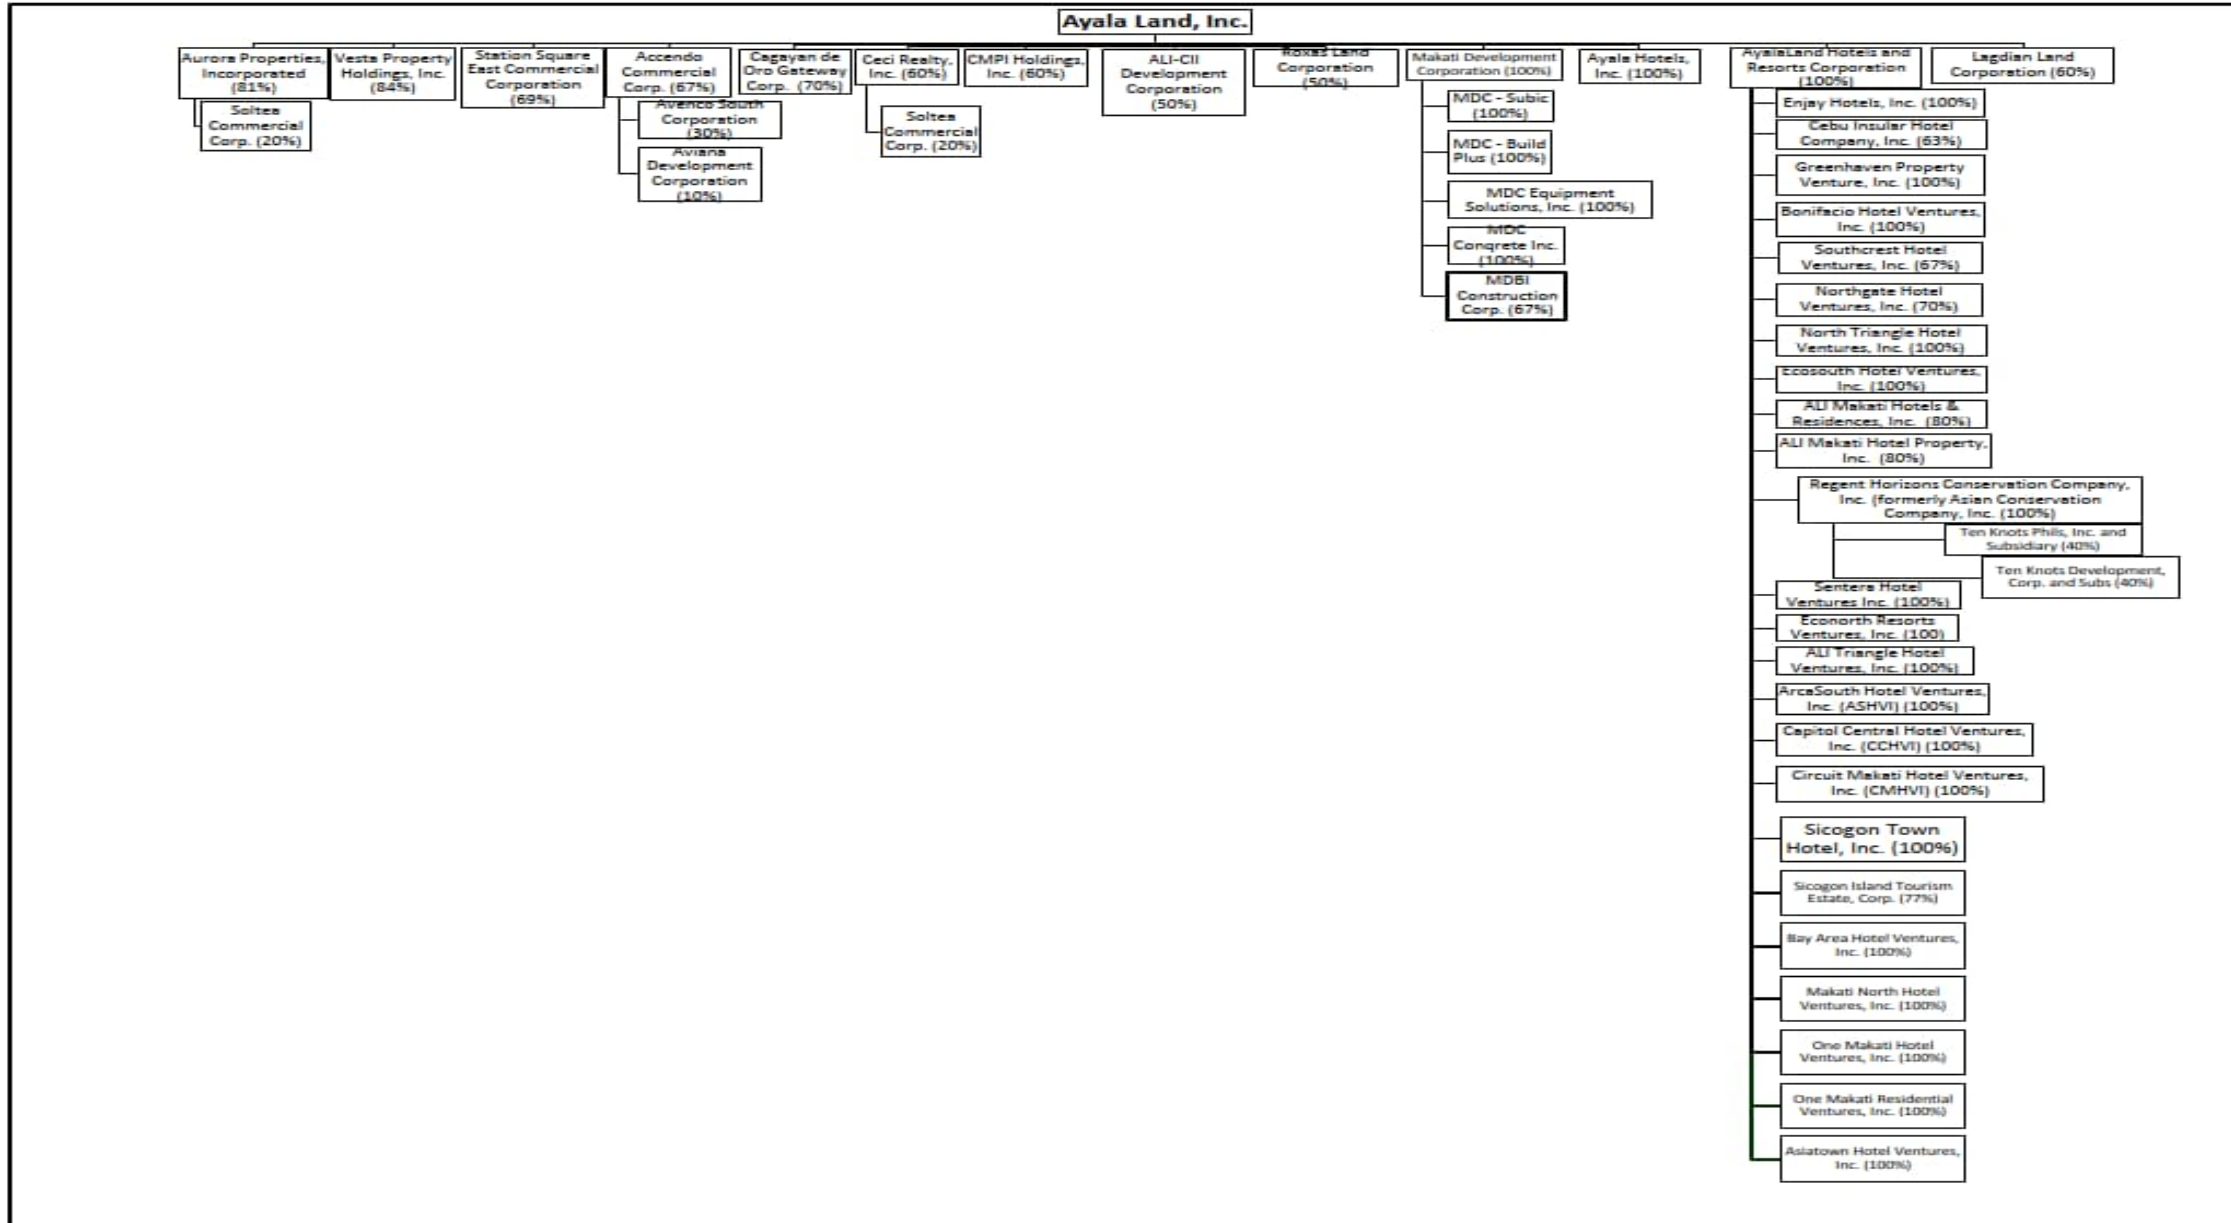 Ayala Land, Inc.
Aurora Properties,
Incorporated
(81%)
Soltea
Commercial
Corp. (20%)
Vesta Property
Holdings, Inc.
(84%)
Station Square
East Commercial
Corporation
(69%)
Accendo
Commercial
Corp. (67%)
Avenco South
Corporation
(30%)
Aviana
Development
Corporation
(10%)
Cagayan de
Oro Gateway
Corp. (70%)
Ceci Realty,
Inc. (60%)
Soltea
Commercial
Corp. (20%)
CMPI Holdings,
Inc. (60%)
ALI-CII
Development
Corporation
(50%)
Roxas Land
Corporation
(50%)
Makati Development
Corporation (100%)
MDC - Subic
(100%)
MDC - Build
Plus (100%)
MDC Equipment
Solutions, Inc. (100%)
MDC
Conqrete Inc.
(100%)
MDBI
Construction
Corp. (67%)
Ayala Hotels,
Inc. (100%)
AyalaLand Hotels and
Resorts Corporation
(100%)
Enjay Hotels, Inc. (100%)
Cebu Insular Hotel
Company, Inc. (63%)
Greenhaven Property
Venture, Inc. (100%)
Bonifacio Hotel Ventures,
Inc. (100%)
Southcrest Hotel
Ventures, Inc. (67%)
Northgate Hotel
Ventures, Inc. (70%)
North Triangle Hotel
Ventures, Inc. (100%)
Ecosouth Hotel Ventures,
Inc. (100%)
ALI Makati Hotels &
Residences, Inc. (80%)
ALI Makati Hotel Property,
Inc. (80%)
Regent Horizons Conservation Company,
Inc. (formerly Asian Conservation
Company, Inc. (100%)
Ten Knots Phils, Inc. and
Subsidiary (40%)
Ten Knots Development,
Corp. and Subs (40%)
Sentera Hotel
Ventures Inc. (100%)
Econorth Resorts
Ventures, Inc. (100)
ALI Triangle Hotel
Ventures, Inc. (100%)
ArcaSouth Hotel Ventures,
Inc. (ASHVI) (100%)
Capitol Central Hotel Ventures,
Inc. (CCHVI) (100%)
Circuit Makati Hotel Ventures,
Inc. (CMHVI) (100%)
Sicogon Town
Hotel, Inc. (100%)
Sicogon Island Tourism
Estate, Corp. (77%)
Bay Area Hotel Ventures,
Inc. (100%)
Makati North Hotel
Ventures, Inc. (100%)
One Makati Hotel
Ventures, Inc. (100%)
One Makati Residential
Ventures, Inc. (100%)
Asiatown Hotel Ventures,
Inc. (100%)
Lagdian Land
Corporation (60%)